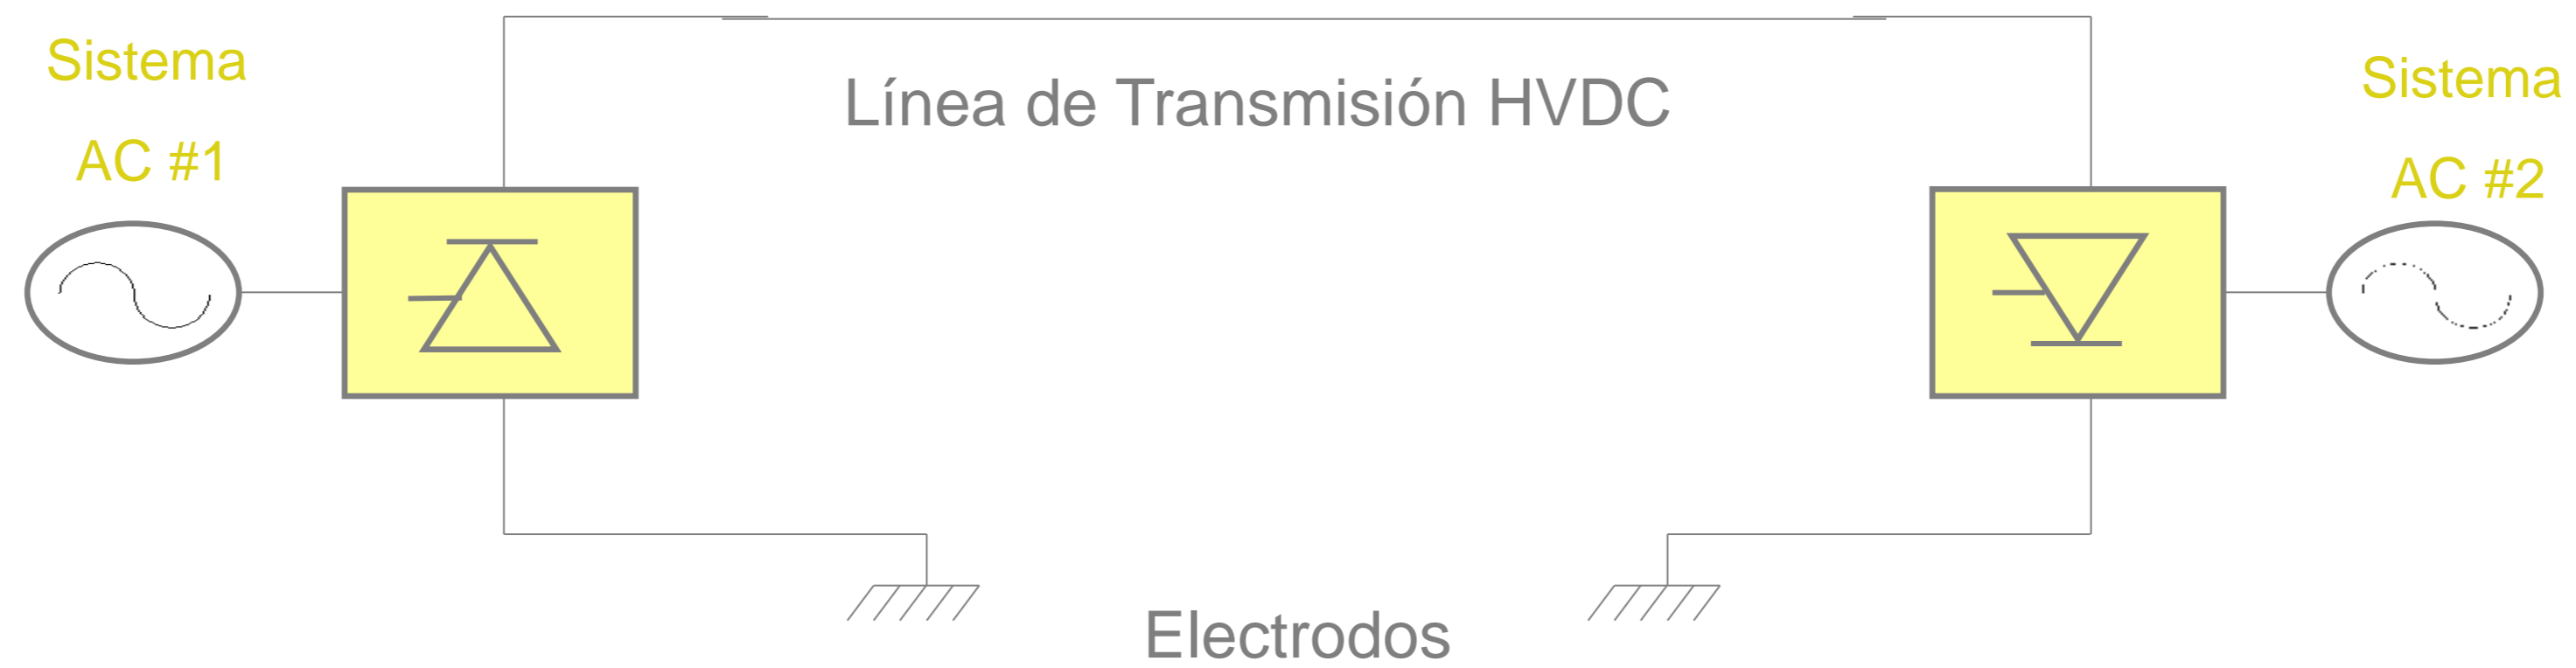 Sistema
AC #1
Línea de Transmisión HVDC
Sistema
AC #2
Electrodos